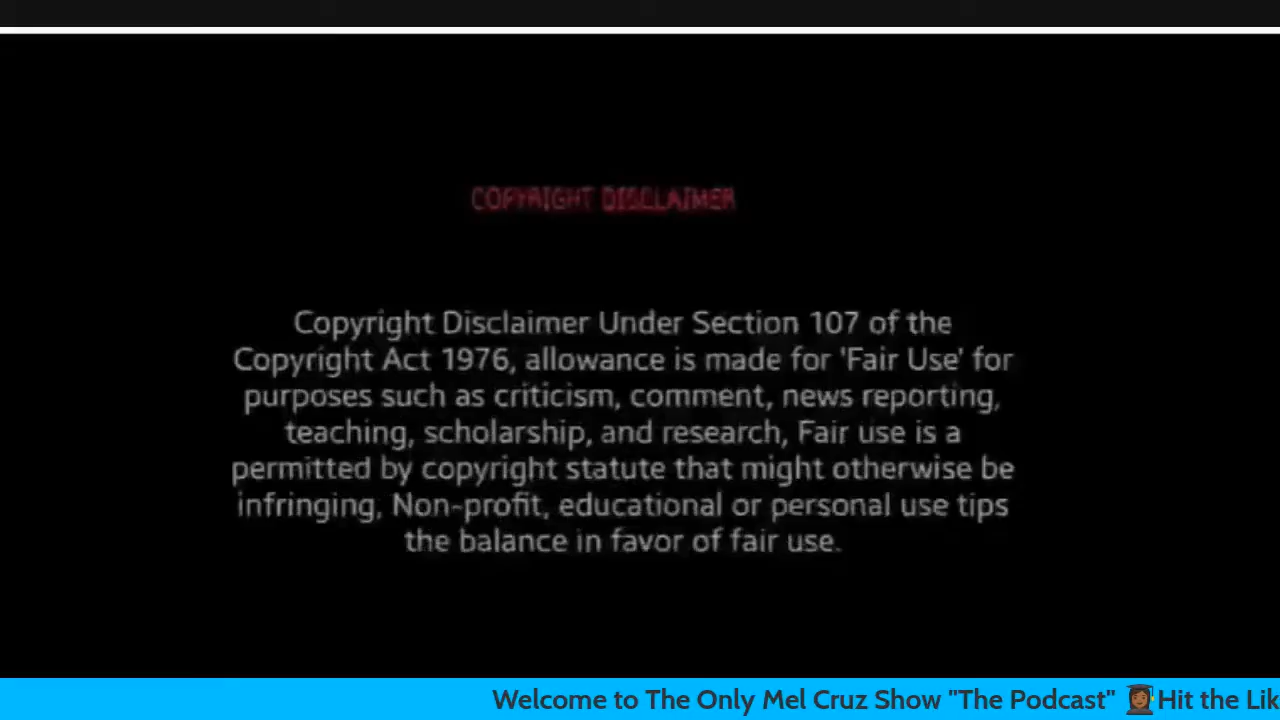 COPYRIGHT DISCLAIMER
Copyright Disclaimer Under Section 107 of the
Copyright Act 1976, allowance is made for 'Fair Use' for
purposes such as criticism, comment, news reporting,
teaching, scholarship, and research, Fair use is a
permitted by copyright statute that might otherwise be
infringing, Non-profit, educational or personal use tips
the balance in favor of fair use.
Welcome to The Only Mel Cruz Show "The Podcast" 👩🏾‍🎓Hit the Lik